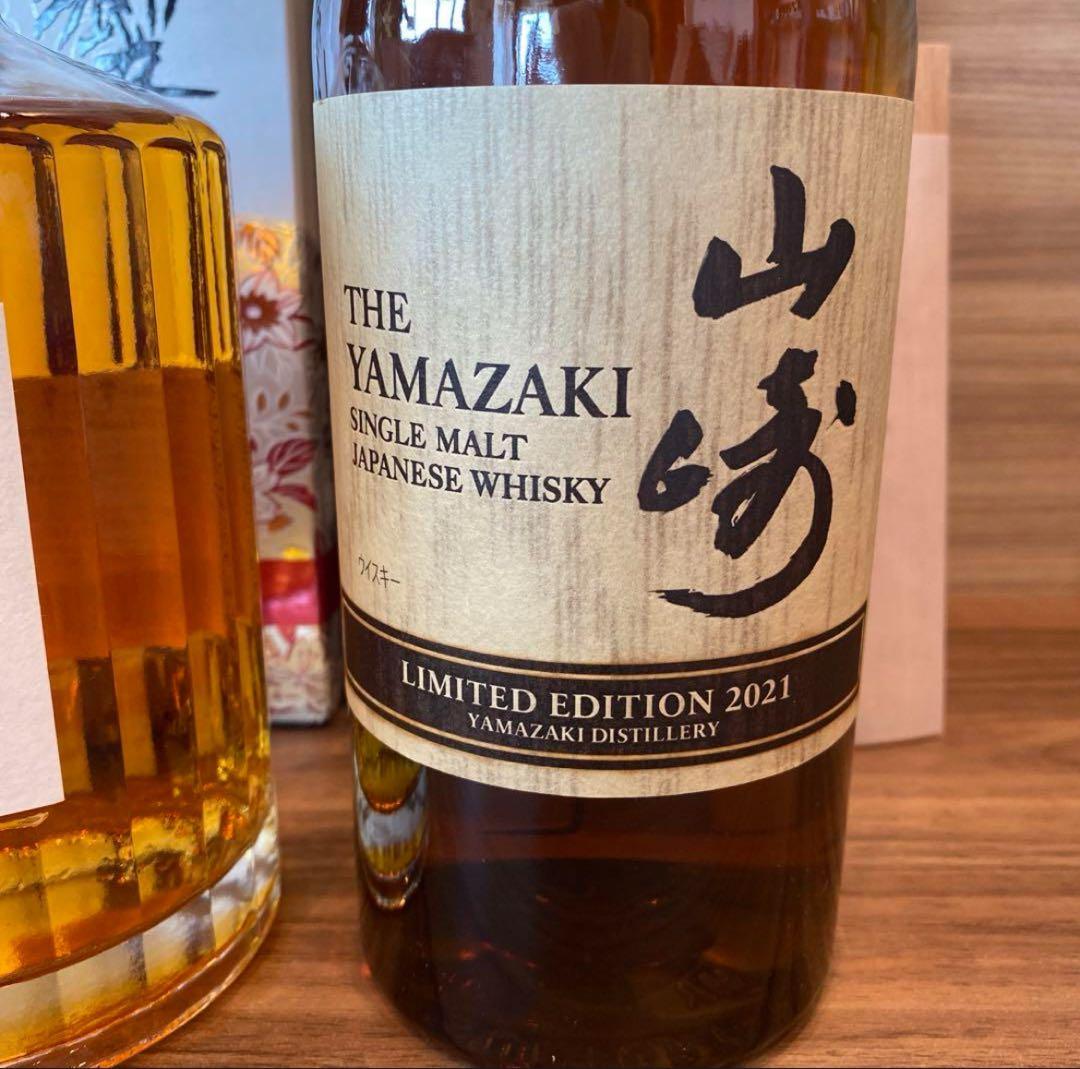 THE
YAMAZAKI
SINGLE MALT
JAPANESE WHISKY
山崎
ウイスキー
LIMITED EDITION 2021
YAMAZAKI DISTILLERY